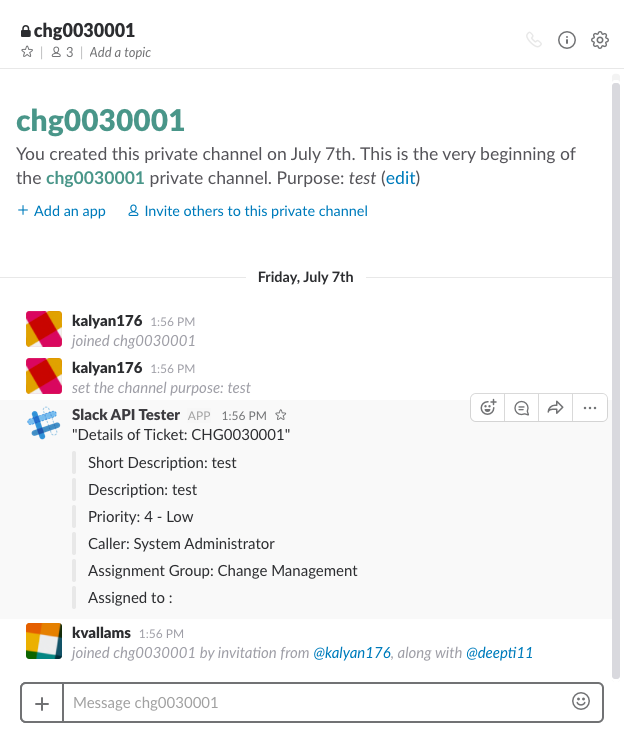 chg0030001
3 Add a topic
chg0030001
You created this private channel on July 7th. This is the very beginning of
the chg0030001 private channel. Purpose: test (edit)
+ Add an app Invite others to this private channel
Friday, July 7th
kalyan176 1:56 PM
joined chg0030001
kalyan176 1:56 PM
set the channel purpose: test
Slack API Tester APP 1:56 PM
"Details of Ticket: CHG0030001"
Short Description: test
Description: test
Priority: 4 - Low
Caller: System Administrator
Assignment Group: Change Management
Assigned to :
kvallams 1:56 PM
joined chg0030001 by invitation from @kalyan176, along with @deepti11
+ Message chg0030001